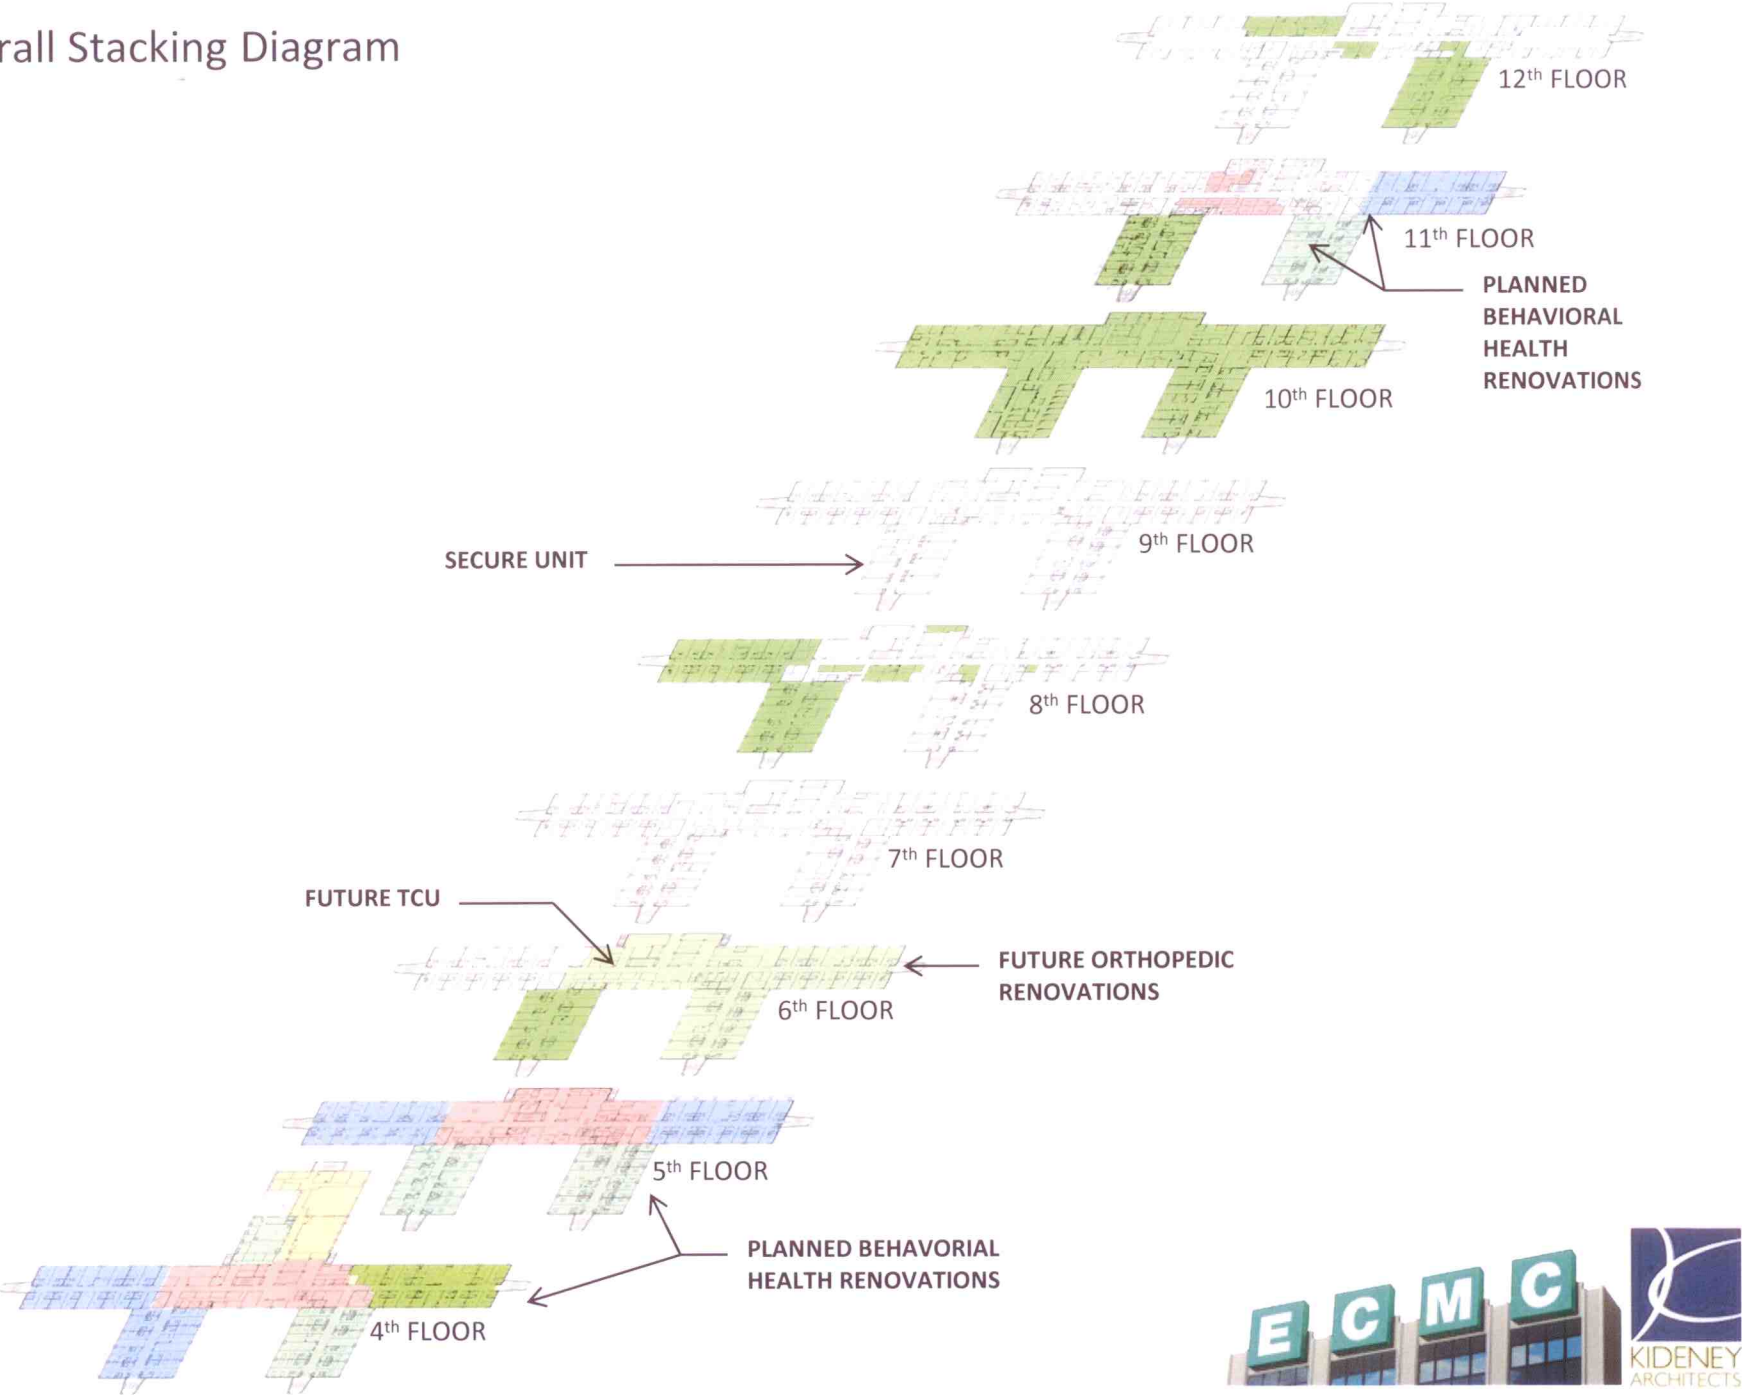 rall Stacking Diagram
12th FLOOR
11th FLOOR
PLANNED
BEHAVIORAL
HEALTH
RENOVATIONS
10th FLOOR
9th FLOOR
SECURE UNIT
8th FLOOR
7th FLOOR
FUTURE TCU
FUTURE ORTHOPEDIC
RENOVATIONS
6th FLOOR
5th FLOOR
PLANNED BEHAVORIAL
HEALTH RENOVATIONS
4th FLOOR
ECMC
KIDENEY
ARCHITECTS